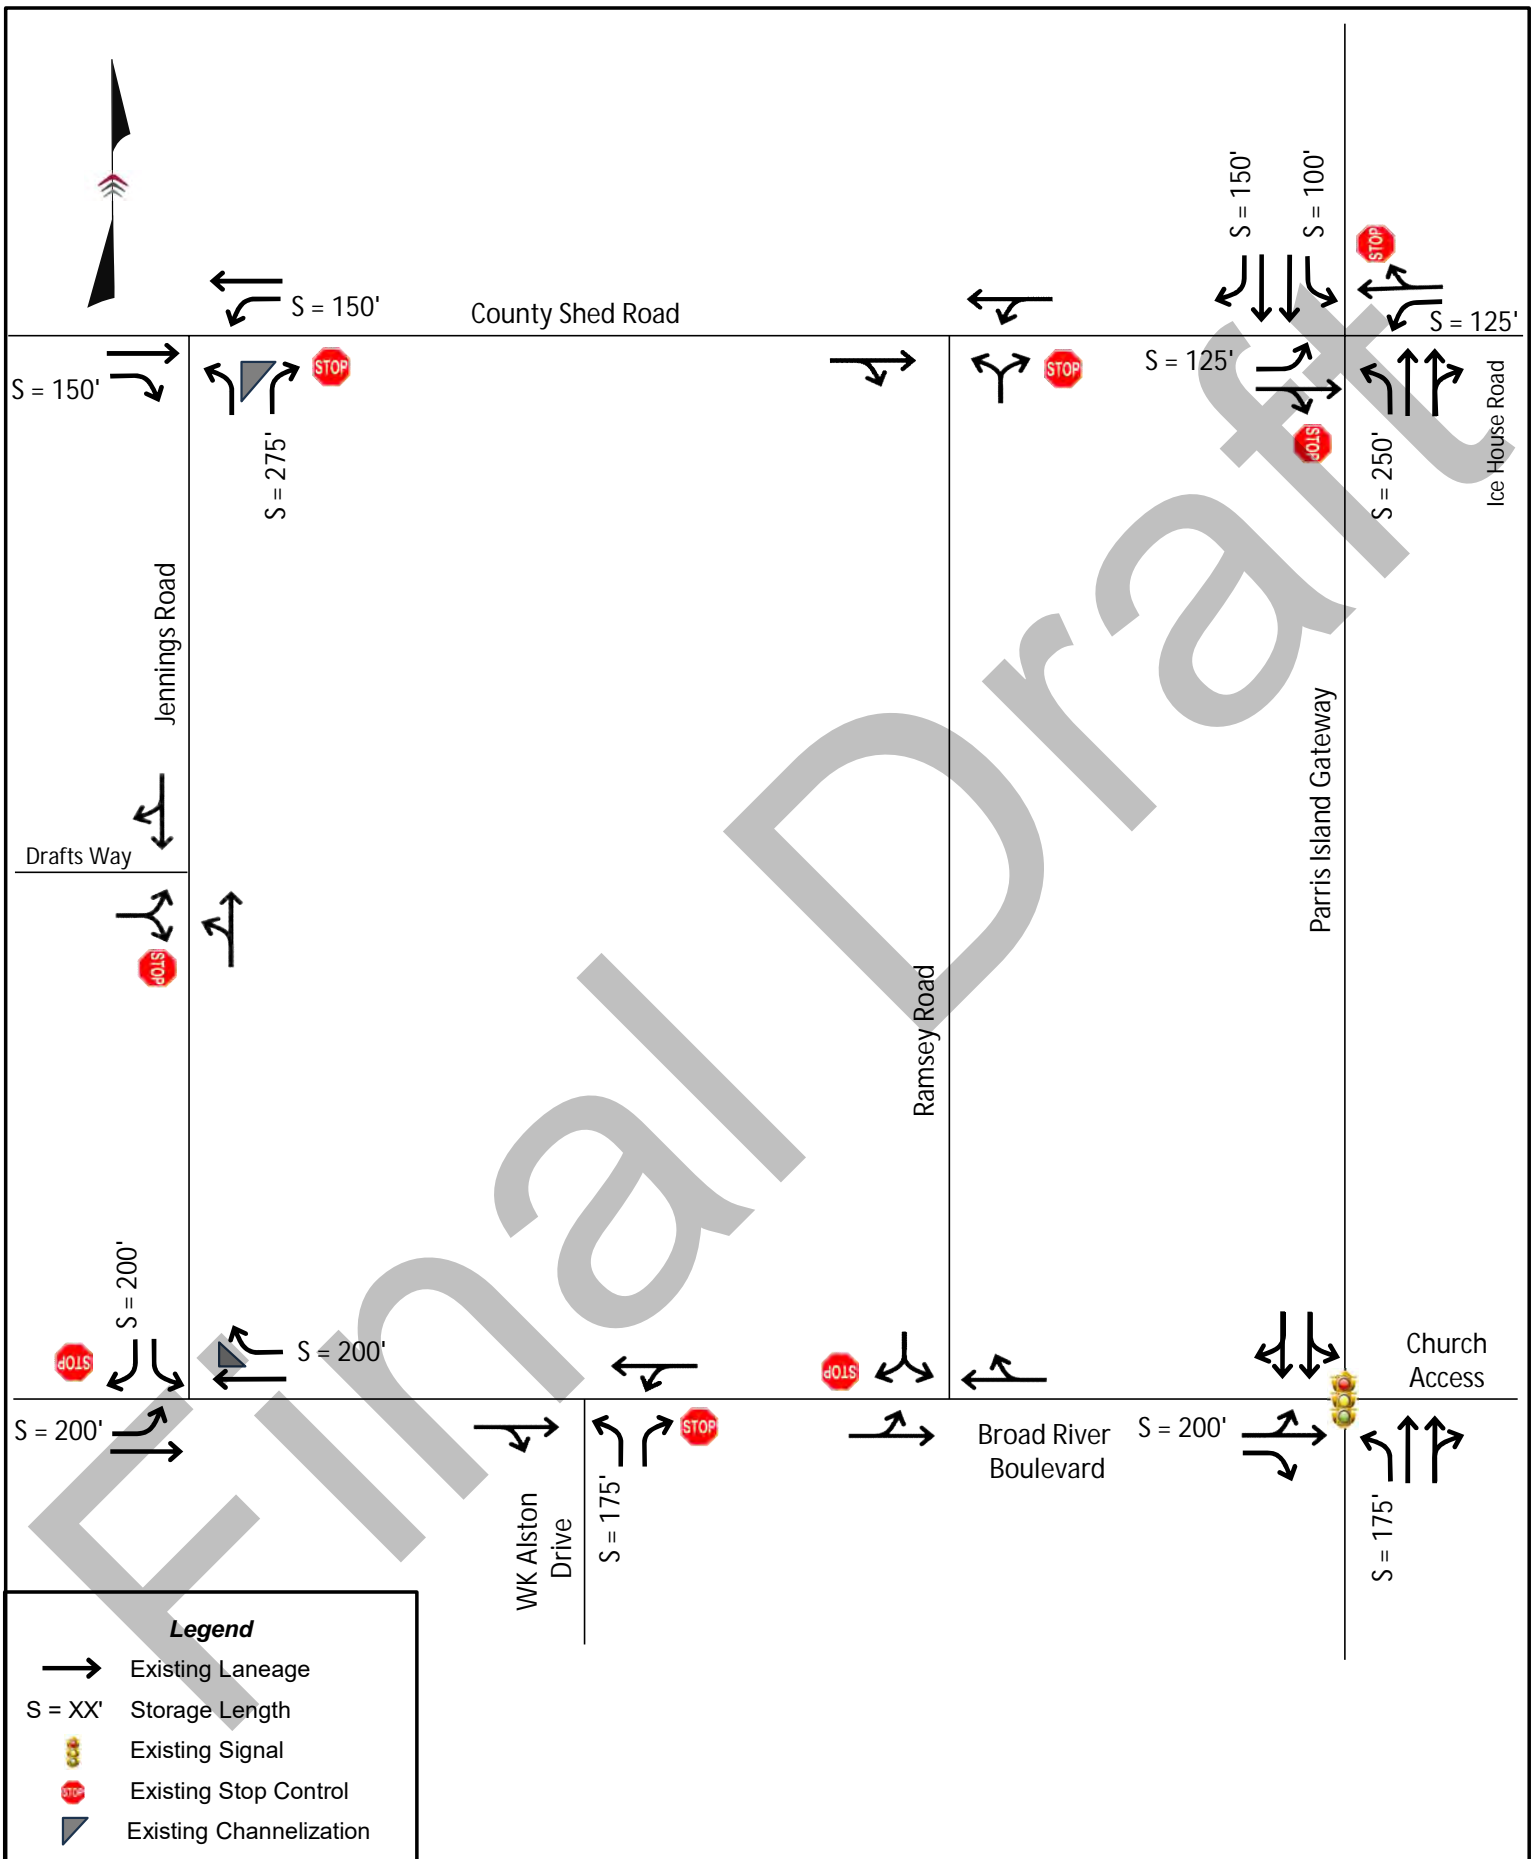 S = 150'
S = 100'
STOP
S = 150'
County Shed Road
S = 125'
S = 150'
STOP
STOP
S = 125'
STOP
S = 275'
S = 250'
Ice House Road
Jennings Road
Parris Island Gateway
Drafts Way
STOP
Ramsey Road
S = 200'
STOP
S = 200'
STOP
Church
Access
S = 200'
STOP
Broad River
Boulevard
S = 200'
WK Alston
Drive
S = 175'
S = 175'
Final Draft
Legend
Existing Laneage
S = XX' Storage Length
Existing Signal
STOP Existing Stop Control
Existing Channelization